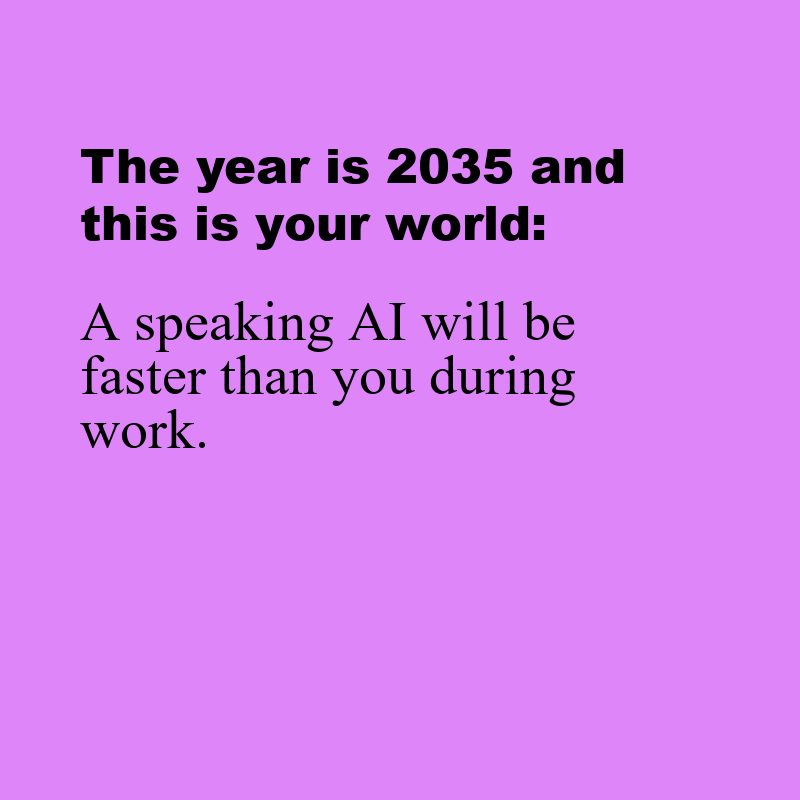 The year is 2035 and
this is your world:
A speaking AI will be
faster than you during
work.